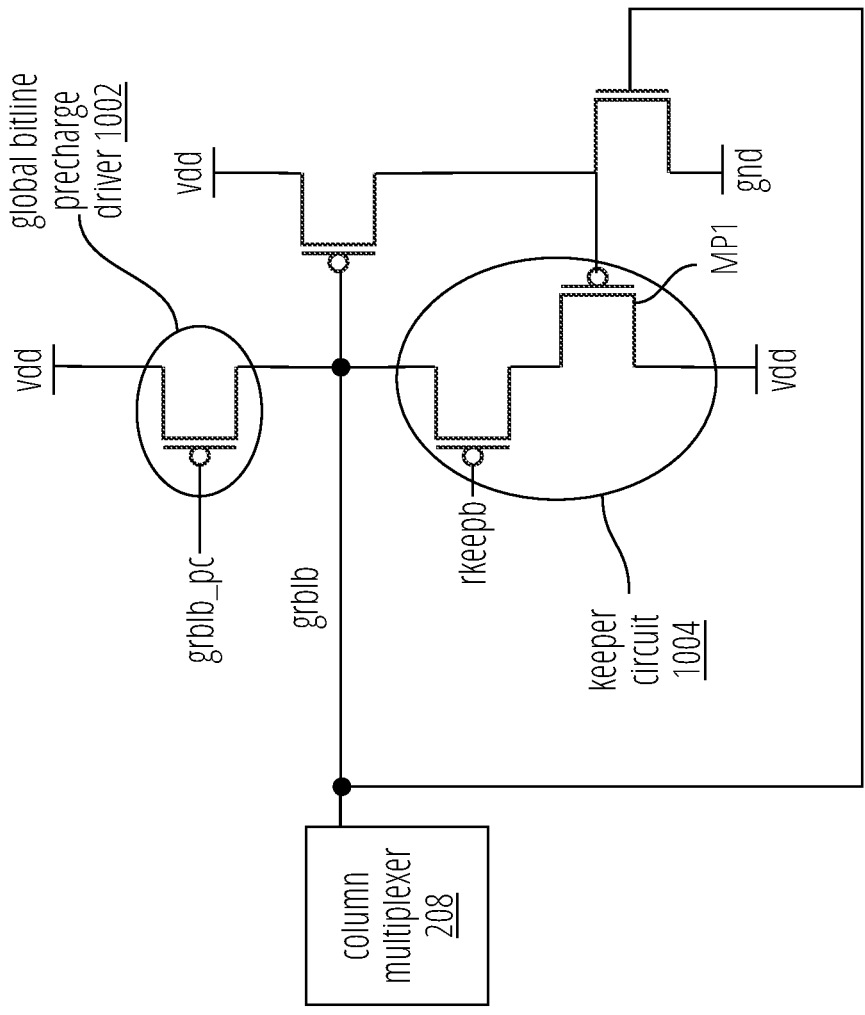 global bitline
precharge
driver 1002
vdd
vdd
grblb_pc
grblb
gnd
MP1
rkeepb
vdd
keeper
circuit
1004
column
multiplexer
208